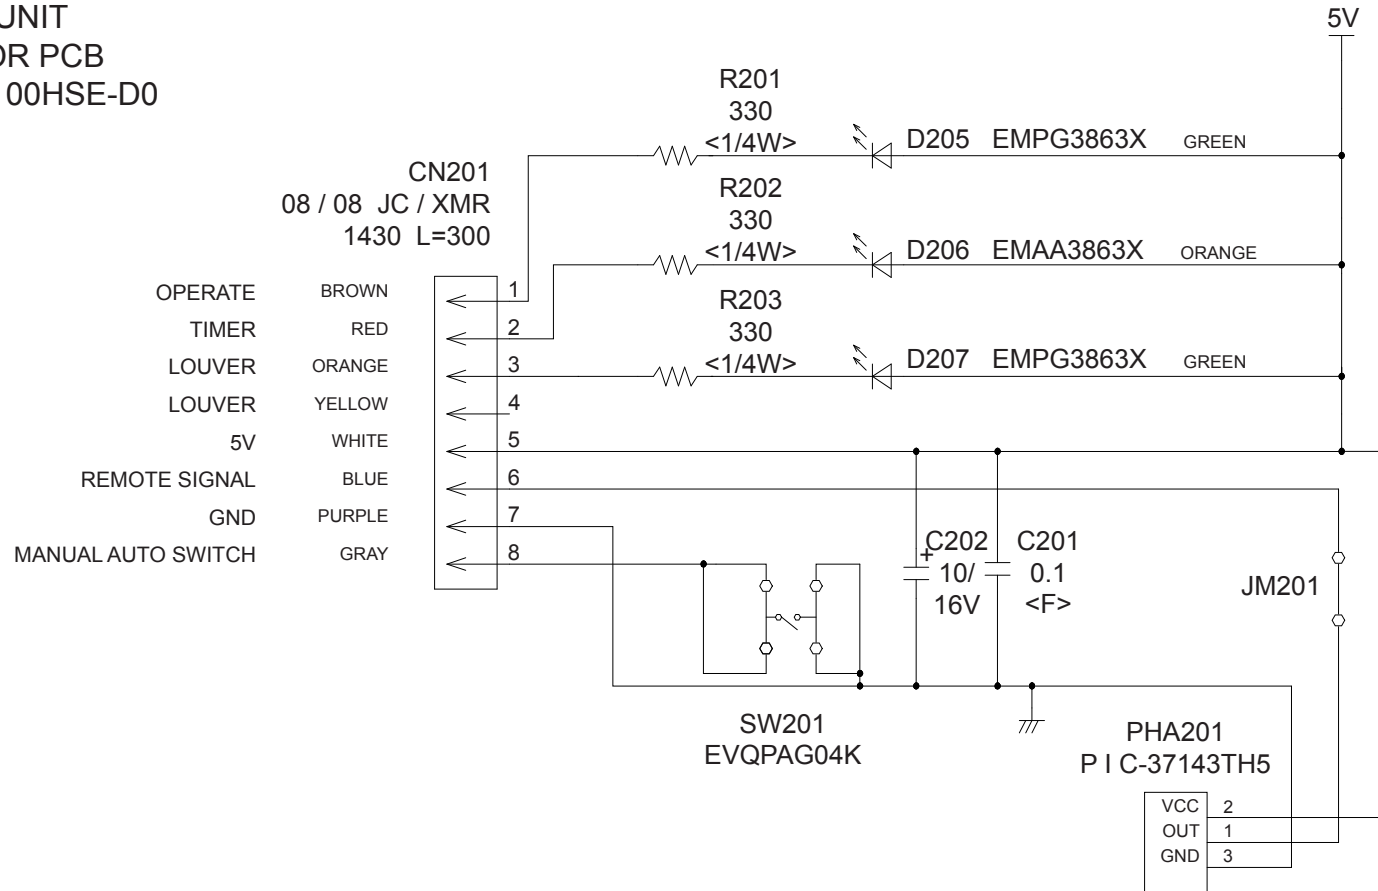 UNIT
OR PCB
00HSE-D0
5V
R201
330
<1/4W>
D205 EMPG3863X GREEN
CN201
08 / 08 JC / XMR
1430 L=300
R202
330
<1/4W>
D206 EMAA3863X ORANGE
R203
330
<1/4W>
D207 EMPG3863X GREEN
OPERATE BROWN 1
TIMER RED 2
LOUVER ORANGE 3
LOUVER YELLOW 4
5V WHITE 5
REMOTE SIGNAL BLUE 6
GND PURPLE 7
MANUAL AUTO SWITCH GRAY 8
C202
+
10/
16V
C201
0.1
<F>
JM201
SW201
EVQPAG04K
PHA201
P I C-37143TH5
VCC 2
OUT 1
GND 3